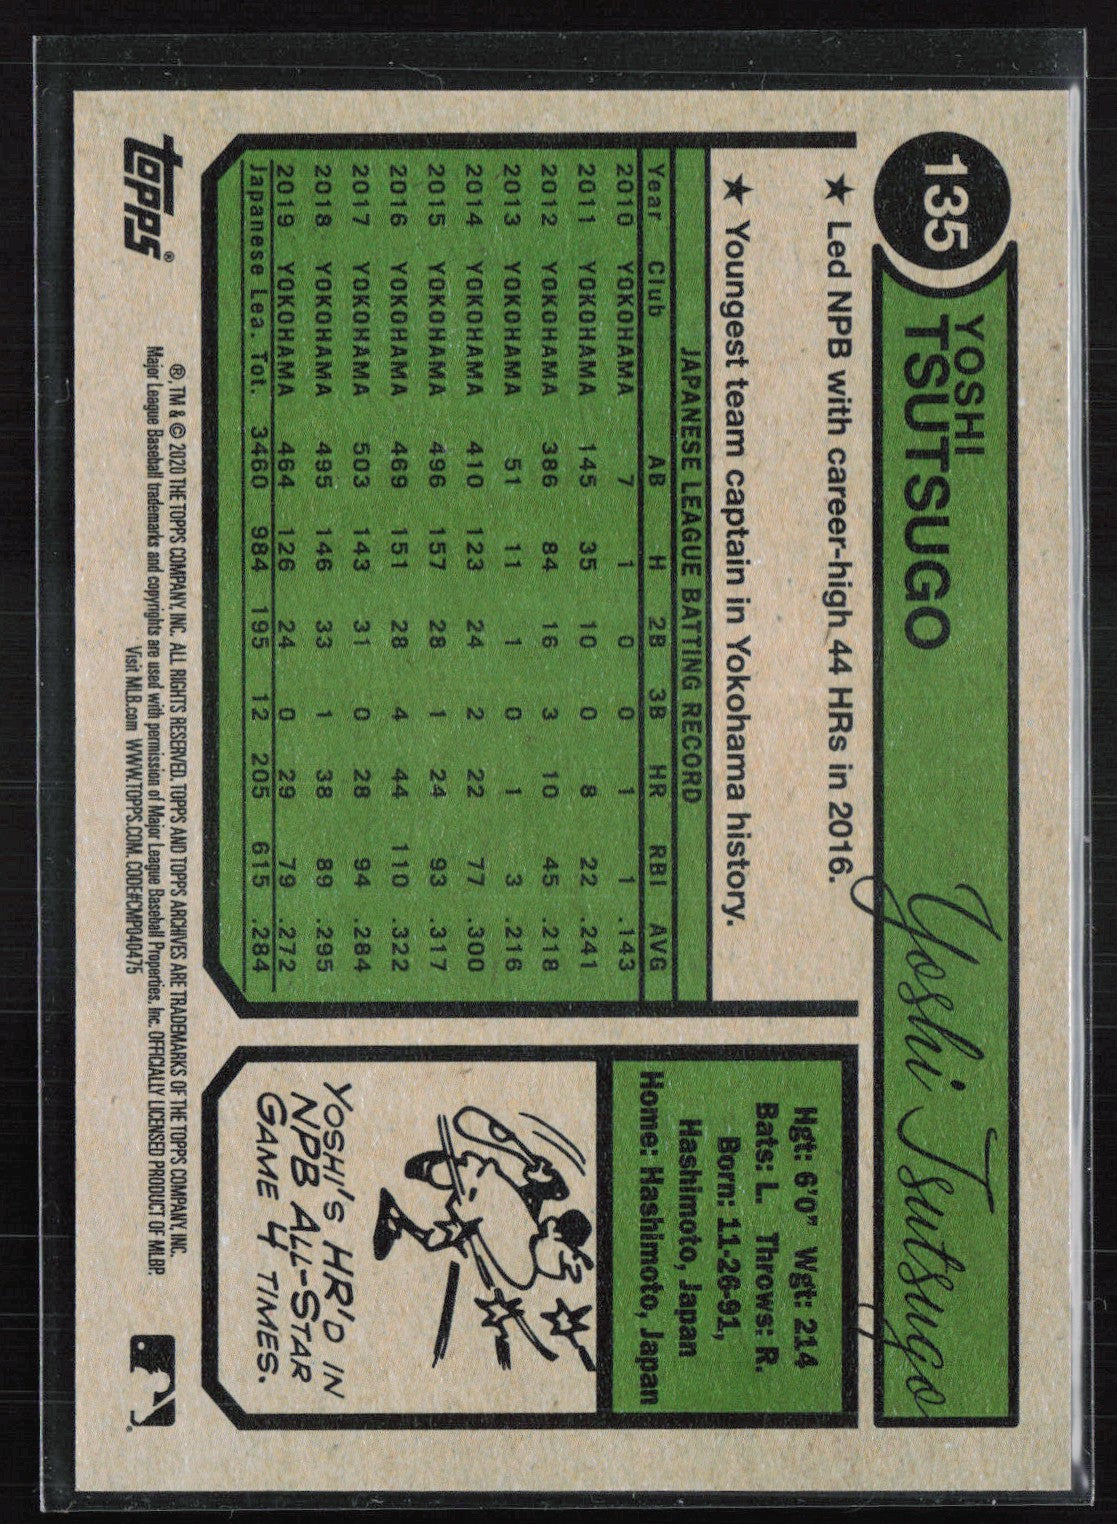 135
YOSHI
TSUTSUGO
Yoshi Tsutsugo
★ Led NPB with career-high 44 HRs in 2016.
★ Youngest team captain in Yokohama history.
JAPANESE LEAGUE BATTING RECORD
Year Club AB H 2B 3B HR RBI AVG
2010 YOKOHAMA 7 1 0 0 1 1 .143
2011 YOKOHAMA 145 35 10 0 8 22 .241
2012 YOKOHAMA 386 84 16 3 10 45 .218
2013 YOKOHAMA 51 11 1 0 1 3 .216
2014 YOKOHAMA 410 123 24 2 22 77 .300
2015 YOKOHAMA 496 157 28 1 24 93 .317
2016 YOKOHAMA 469 151 28 4 44 110 .322
2017 YOKOHAMA 503 143 31 0 28 94 .284
2018 YOKOHAMA 495 146 33 1 38 89 .295
2019 YOKOHAMA 464 126 24 0 29 79 .272
Japanese Lea. Tot. 3460 984 195 12 205 615 .284
Hgt: 6'0" Wgt: 214
Bats: L. Throws: R.
Born: 11-26-91,
Hashimoto, Japan
Home: Hashimoto, Japan
YOSHI'S HR'D IN
NPB ALL-STAR
GAME 4 TIMES.
topps®
®, TM & © 2020 THE TOPPS COMPANY, INC. ALL RIGHTS RESERVED. TOPPS AND TOPPS ARCHIVES ARE TRADEMARKS OF THE TOPPS COMPANY, INC.
Major League Baseball trademarks and copyrights are used with permission of Major League Baseball Properties, Inc. OFFICIALLY LICENSED PRODUCT OF MLBP.
Visit MLB.com WWW.TOPPS.COM. CODE#CMP040475